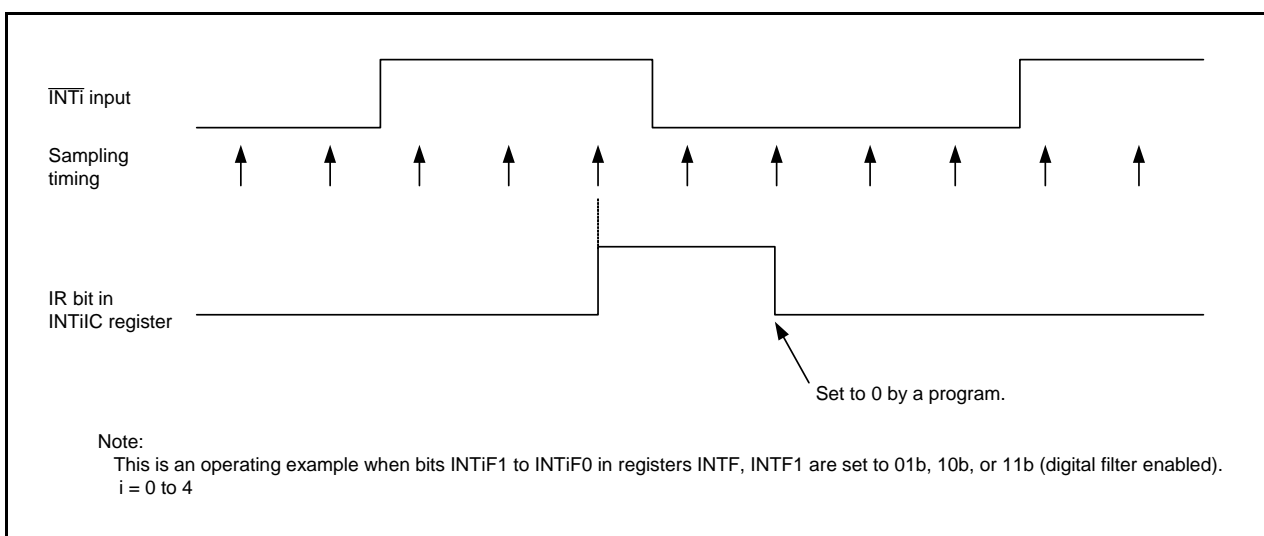 INTi input
Sampling
timing
IR bit in
INTiIC register
Set to 0 by a program.
Note:
This is an operating example when bits INTiF1 to INTiF0 in registers INTF, INTF1 are set to 01b, 10b, or 11b (digital filter enabled).
i = 0 to 4